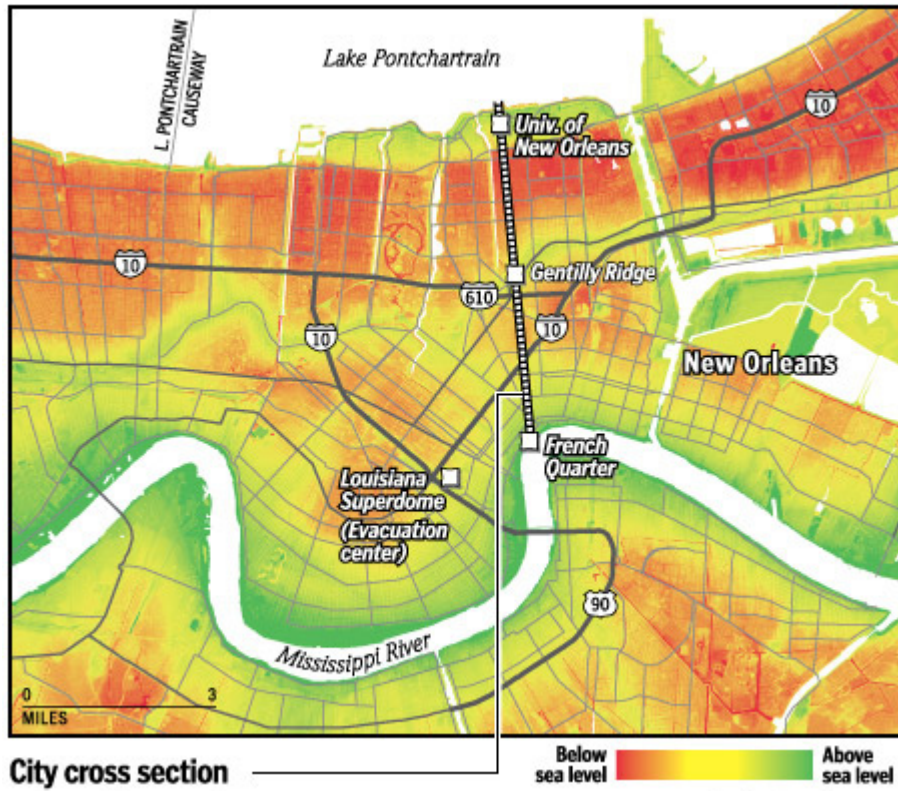 L. PONTCHARTRAIN
CAUSEWAY
Lake Pontchartrain
10
Univ. of
New Orleans
10
Gentilly Ridge
610
10
10
New Orleans
French
Quarter
Louisiana
Superdome
(Evacuation
center)
90
Mississippi River
0 3
MILES
City cross section
Below
sea level
Above
sea level